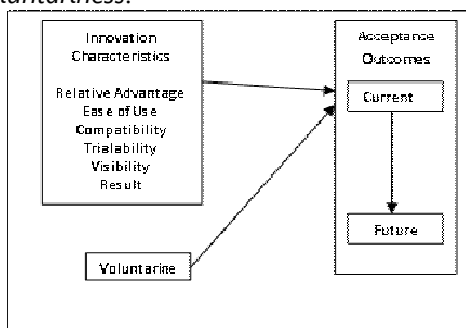 Innovation
Characteristics
Relative Advantage
Ease of Use
Compatibility
Trialability
Visibility
Result
Voluntarine
Acceptance
Outcomes
Current
Future